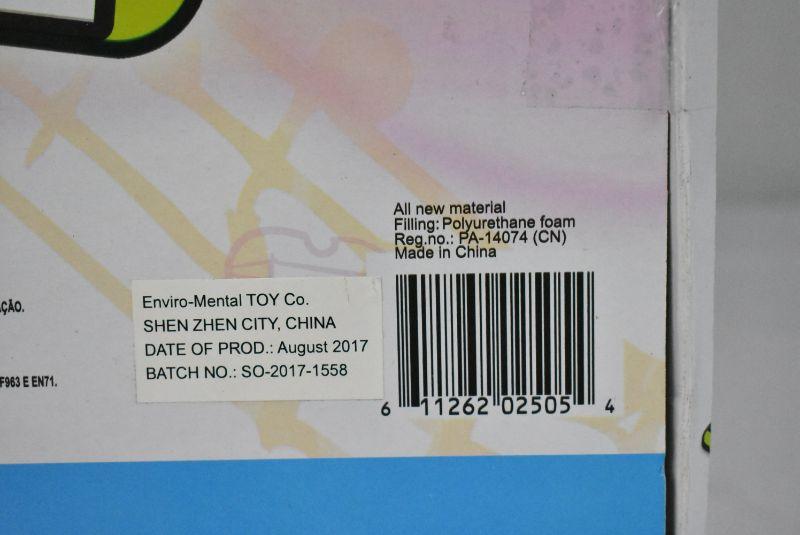 All new material
Filling: Polyurethane foam
Reg.no.: PA-14074 (CN)
Made in China
Enviro-Mental TOY Co.
SHEN ZHEN CITY, CHINA
DATE OF PROD.: August 2017
BATCH NO.: SO-2017-1558
6 11262 02505 4
AÇÃO.
F963 E EN71.